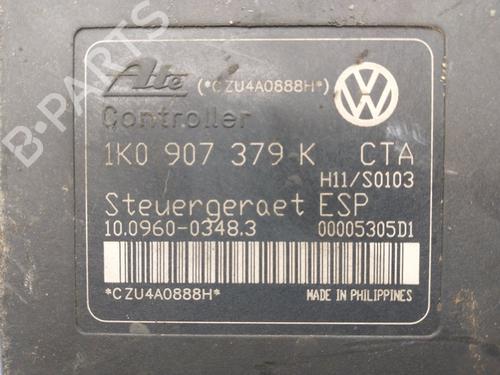 Ate (*CZU4A0888H*)
Controller
1K0 907 379 K CTA
H11/S0103
Steuergeraet ESP
10.0960-0348.3 00005305D1
*CZU4A0888H* MADE IN PHILIPPINES
B-PARTS